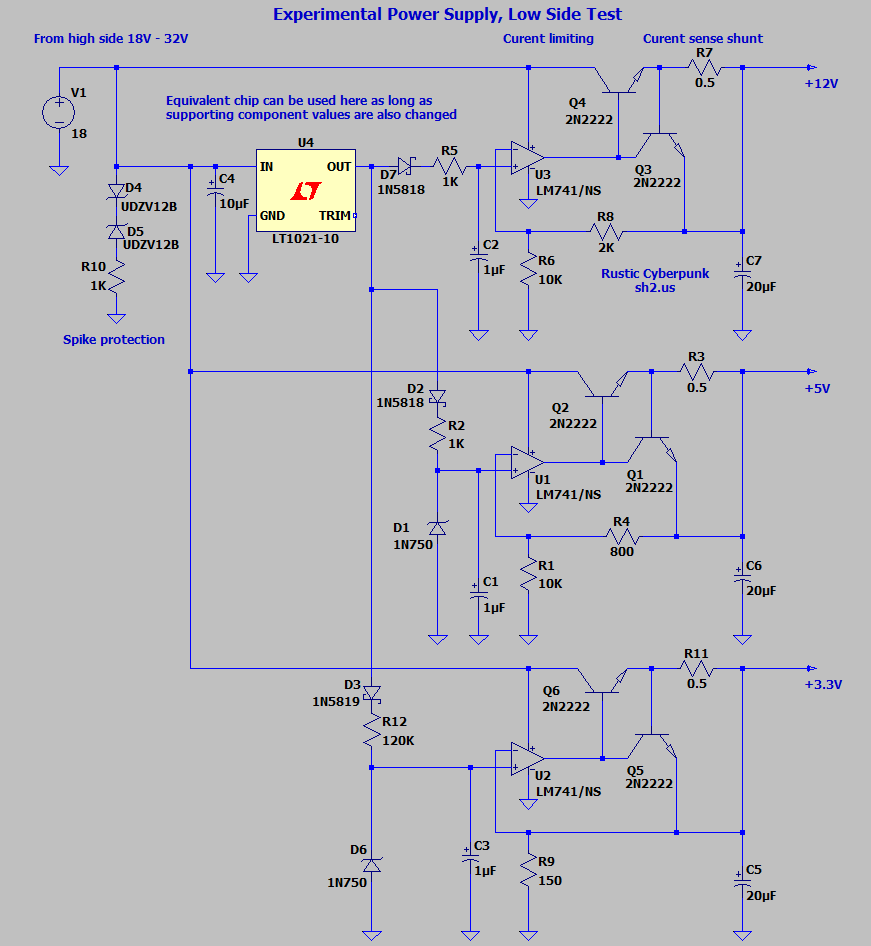 Experimental Power Supply, Low Side Test
From high side 18V - 32V
Curent limiting
Curent sense shunt
R7
0.5
+12V
V1
18
Equivalent chip can be used here as long as
supporting component values are also changed
Q4
2N2222
Q3
2N2222
U4
IN
OUT
GND
TRIM
LT1021-10
D7
1N5818
R5
1K
U3
LM741/NS
C4
10µF
D4
UDZV12B
D5
UDZV12B
R10
1K
Spike protection
C2
1µF
R8
2K
R6
10K
Rustic Cyberpunk
sh2.us
C7
20µF
R3
0.5
+5V
D2
1N5818
Q2
2N2222
R2
1K
U1
LM741/NS
Q1
2N2222
D1
1N750
R4
800
C1
1µF
R1
10K
C6
20µF
R11
0.5
+3.3V
D3
1N5819
Q6
2N2222
R12
120K
U2
LM741/NS
Q5
2N2222
D6
1N750
C3
1µF
R9
150
C5
20µF